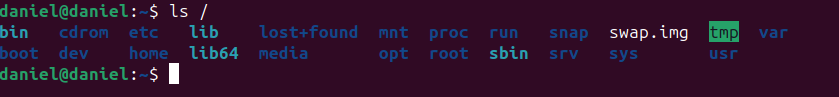 daniel@daniel:~$ ls /
bin cdrom etc lib lost+found mnt proc run snap swap.img tmp var
boot dev home lib64 media opt root sbin srv sys usr
daniel@daniel:~$